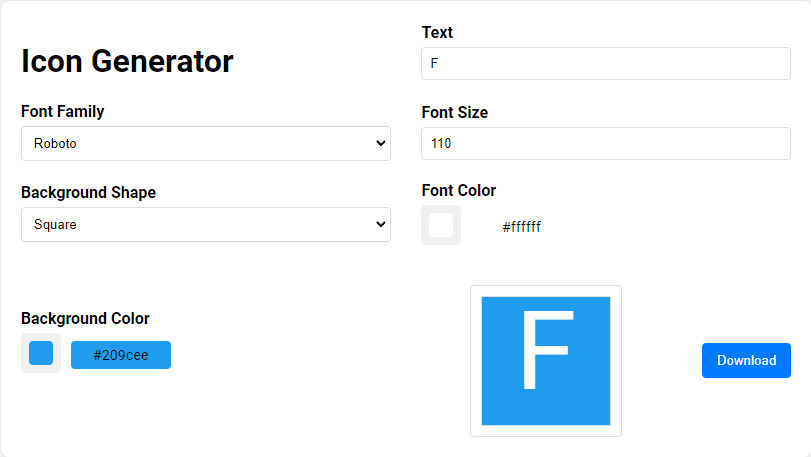 Icon Generator
Text
F
Font Family
Roboto
Font Size
110
Background Shape
Square
Font Color
#ffffff
Background Color
#209cee
F
Download